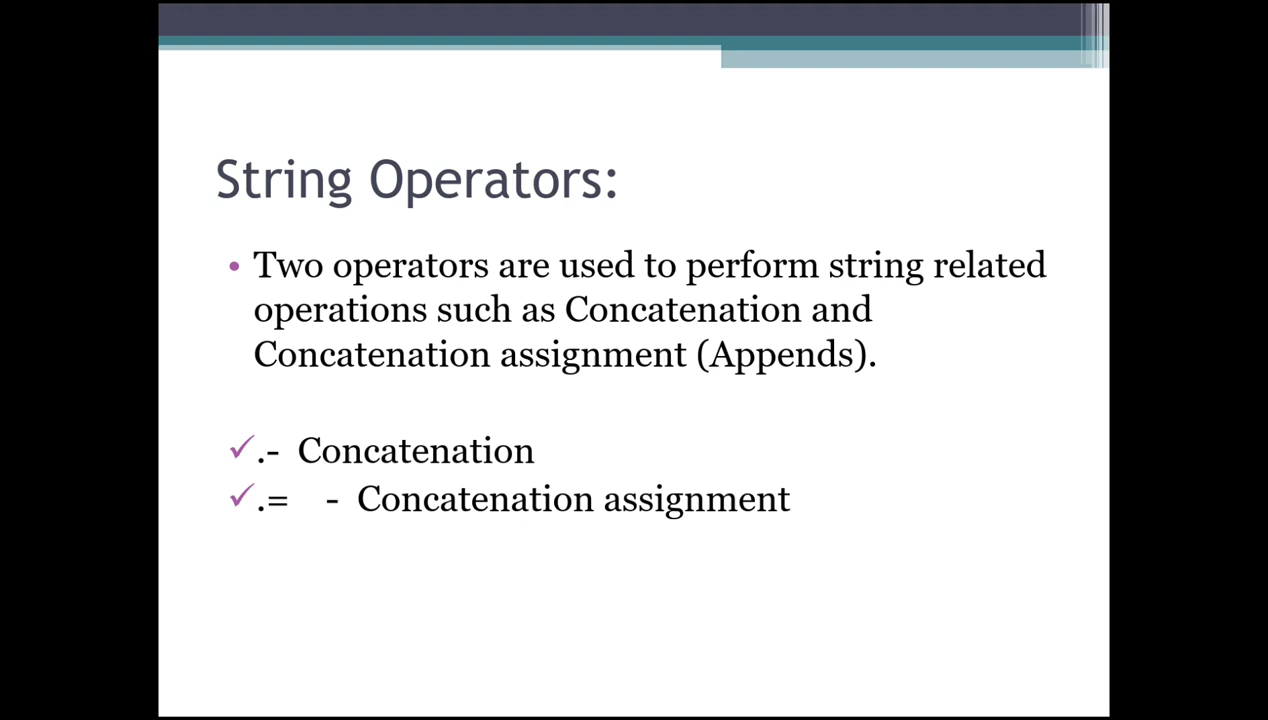 String Operators:
• Two operators are used to perform string related
operations such as Concatenation and
Concatenation assignment (Appends).
✓.- Concatenation
✓.= - Concatenation assignment